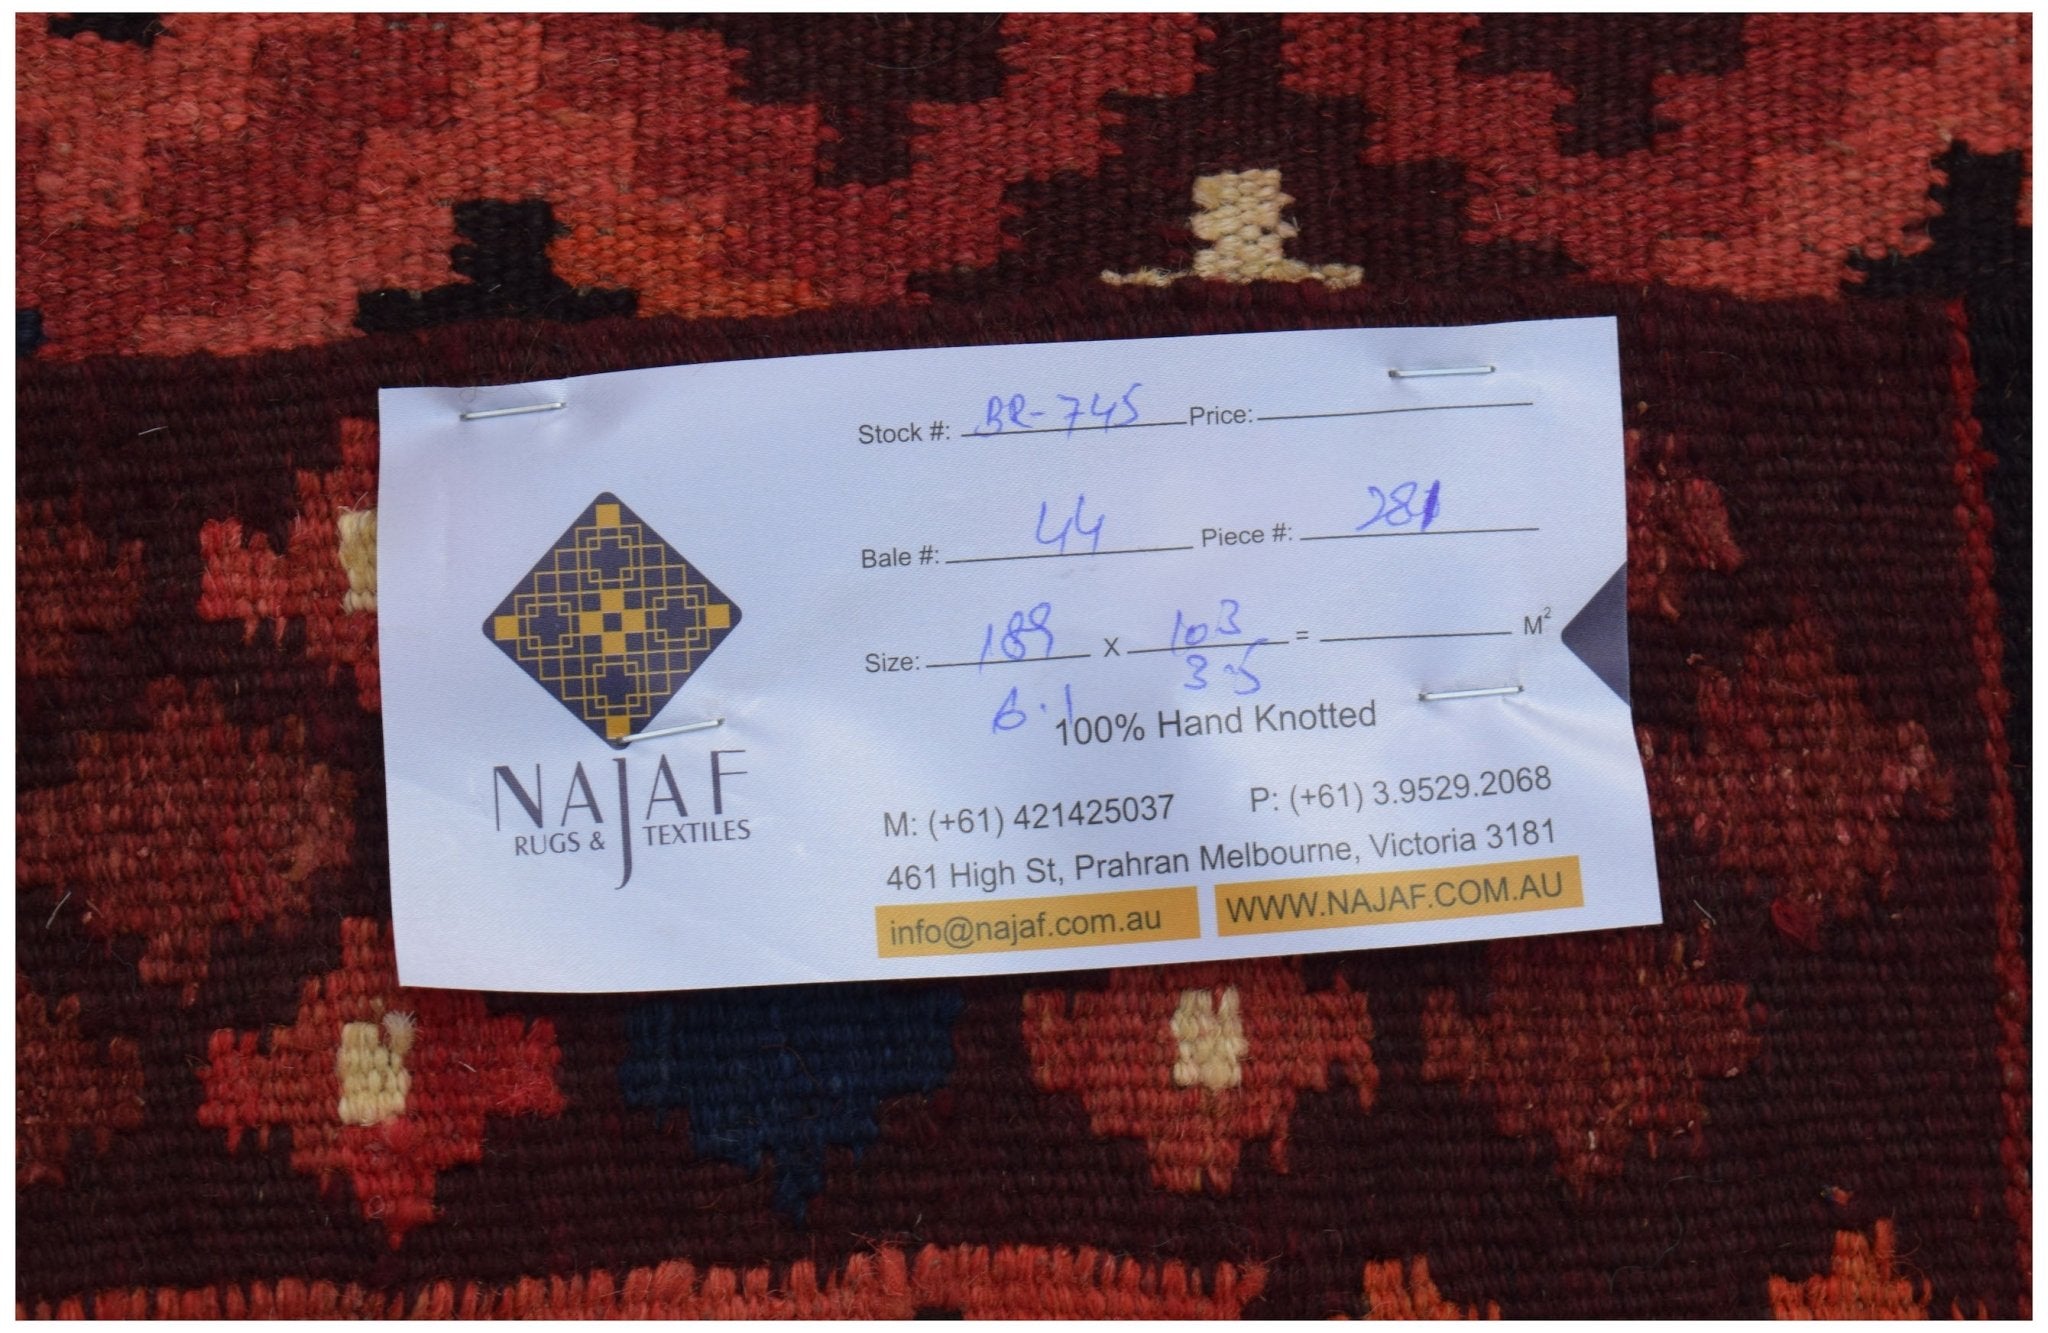 NAJAF
RUGS & TEXTILES
Stock #: BR-745 Price:
Bale #: 44 Piece #: 281
Size: 189 X 103 = M²
6.1 3.5
100% Hand Knotted
M: (+61) 421425037 P: (+61) 3.9529.2068
461 High St, Prahran Melbourne, Victoria 3181
info@najaf.com.au WWW.NAJAF.COM.AU